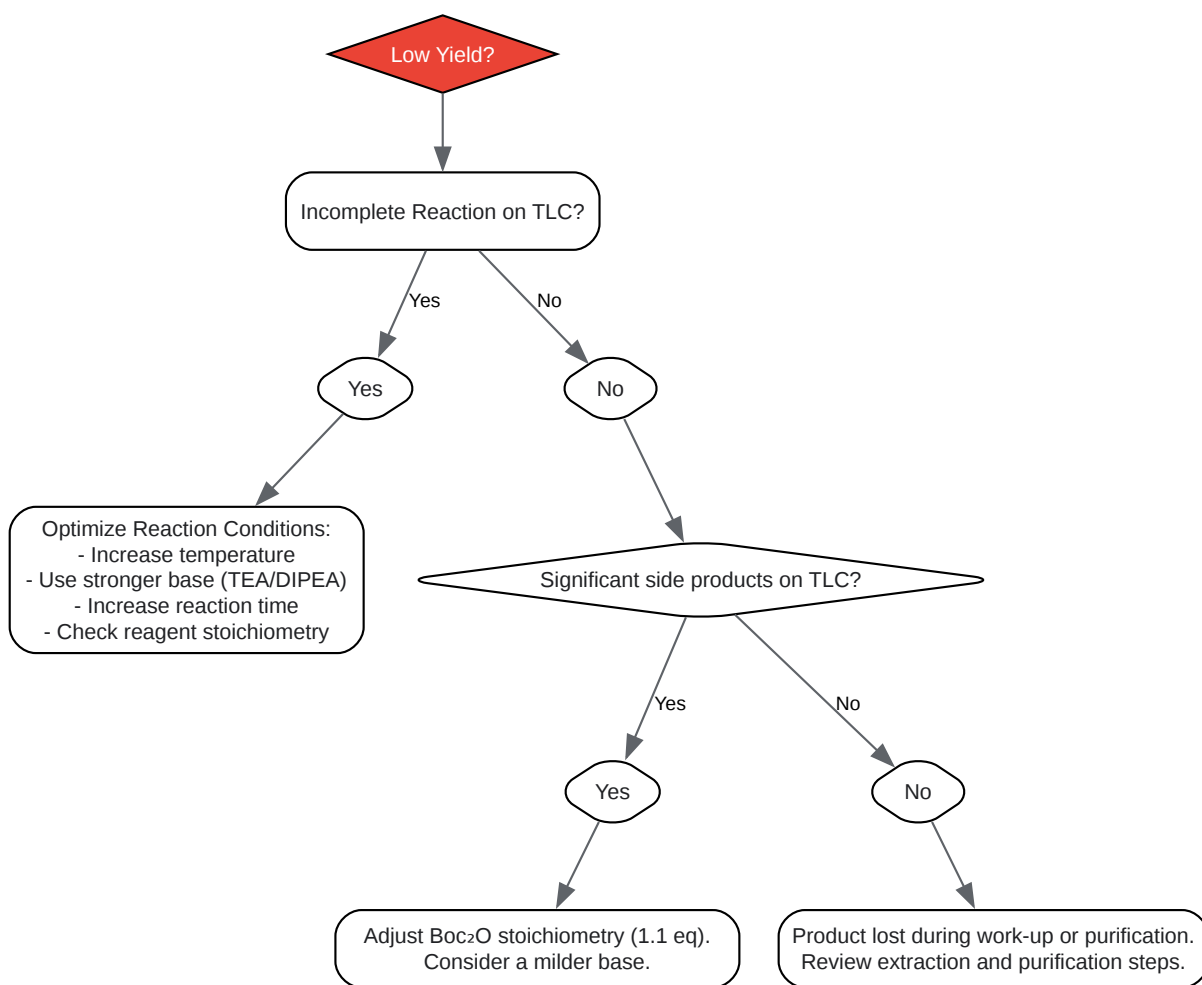 Low Yield?
Incomplete Reaction on TLC?
Yes
No
Yes
No
Optimize Reaction Conditions:
- Increase temperature
- Use stronger base (TEA/DIPEA)
- Increase reaction time
- Check reagent stoichiometry
Significant side products on TLC?
Yes
No
Yes
No
Adjust Boc₂O stoichiometry (1.1 eq).
Consider a milder base.
Product lost during work-up or purification.
Review extraction and purification steps.